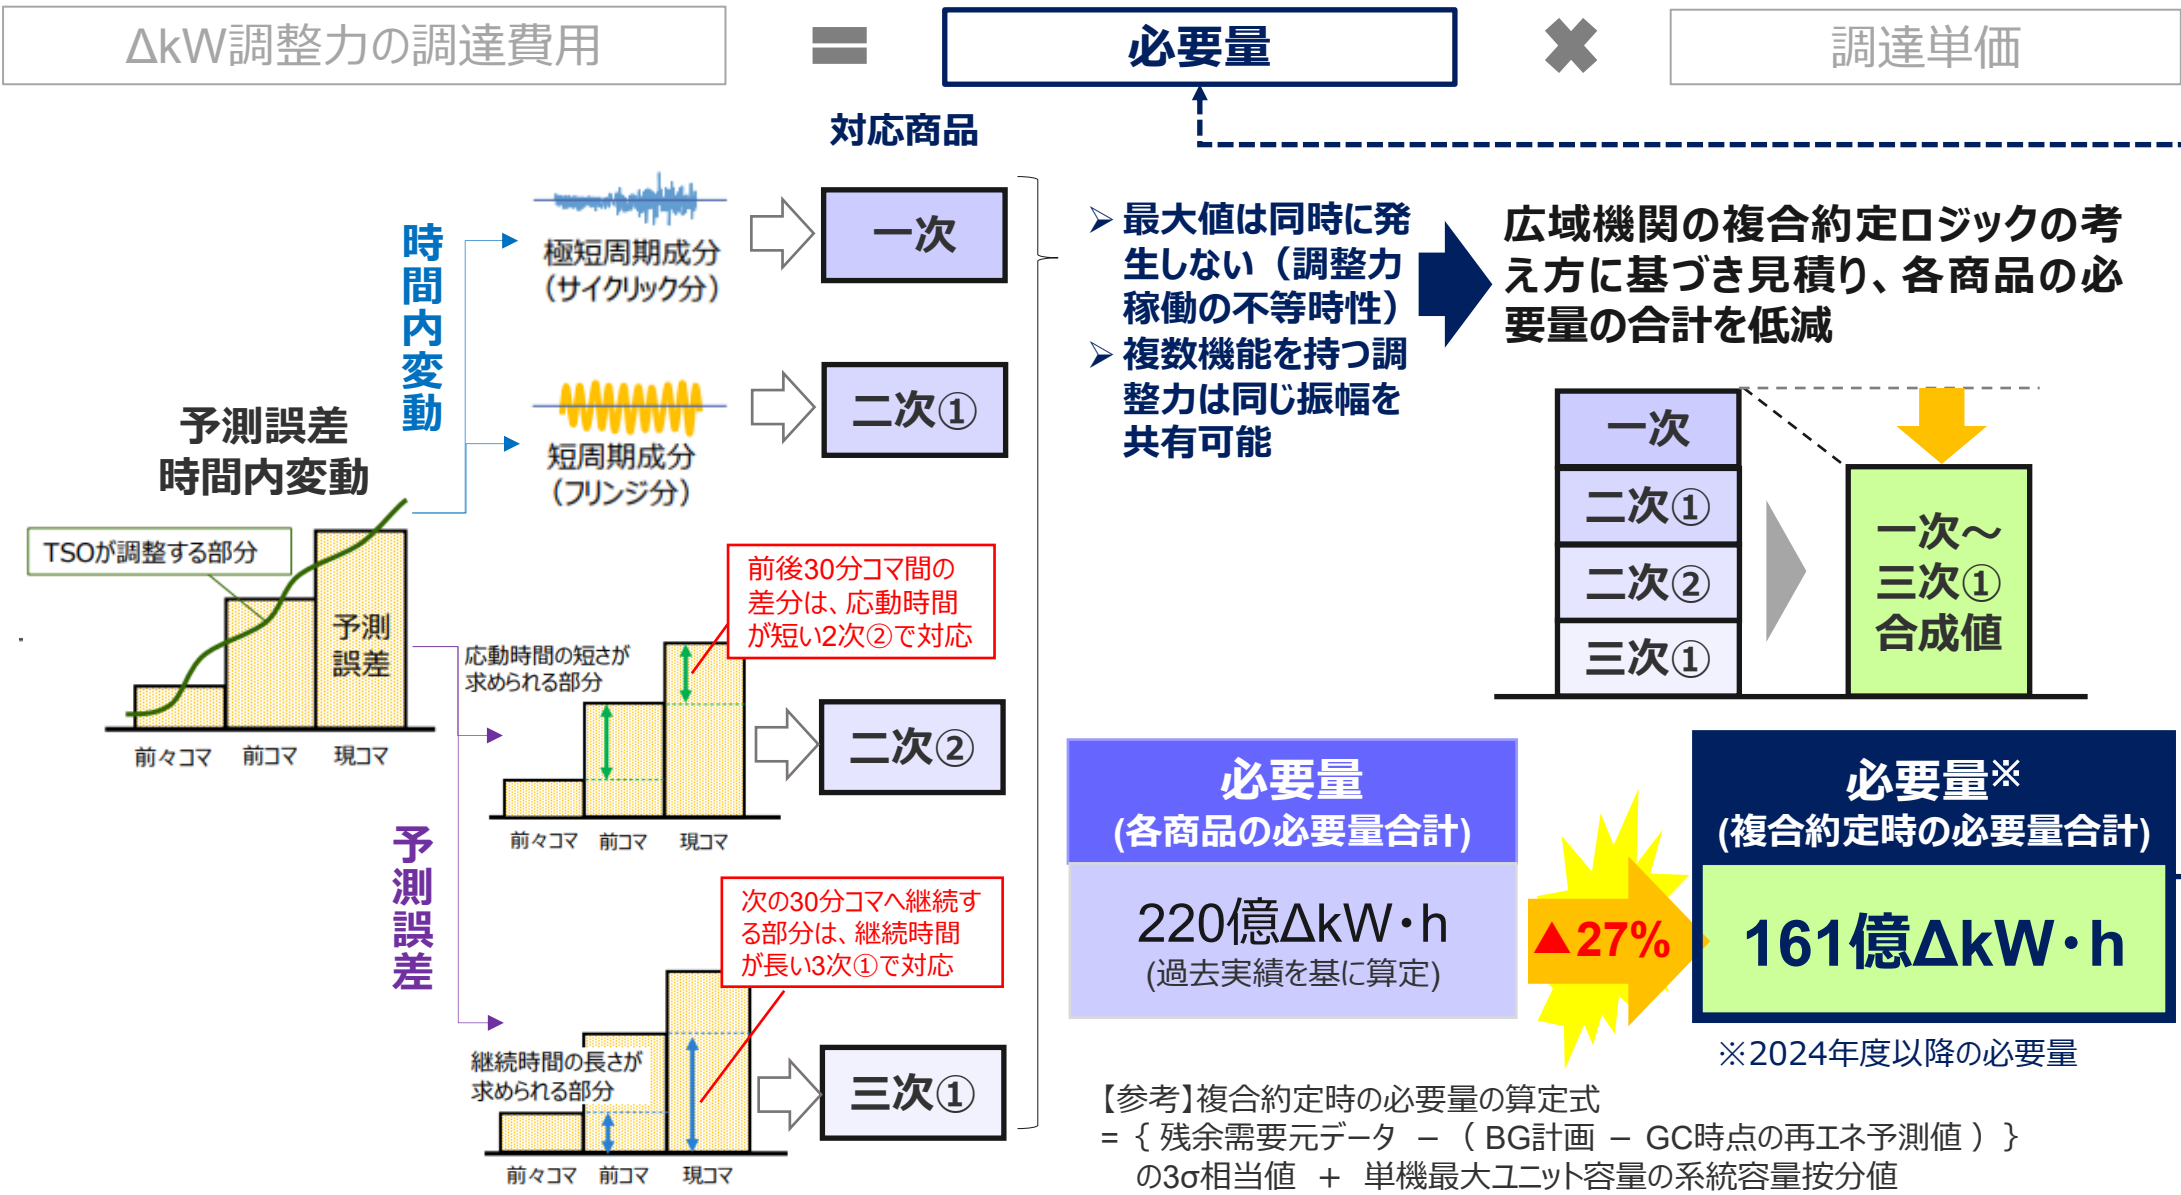 ΔkW調整力の調達費用
必要量
調達単価
対応商品
時間内変動
極短周期成分
（サイクリック分）
一次
短周期成分
（フリンジ分）
二次①
予測誤差
時間内変動
TSOが調整する部分
予測
誤差
前々コマ 前コマ 現コマ
予測誤差
応動時間の短さが
求められる部分
前後30分コマ間の
差分は、応動時間
が短い2次②で対応
前々コマ 前コマ 現コマ
二次②
継続時間の長さが
求められる部分
次の30分コマへ継続す
る部分は、継続時間
が長い3次①で対応
前々コマ 前コマ 現コマ
三次①
➢ 最大値は同時に発
生しない（調整力
稼働の不等時性）
➢ 複数機能を持つ調
整力は同じ振幅を
共有可能
広域機関の複合約定ロジックの考
え方に基づき見積り、各商品の必
要量の合計を低減
一次
二次①
二次②
三次①
一次～
三次①
合成値
必要量
(各商品の必要量合計)
220億ΔkW・h
(過去実績を基に算定)
▲27%
必要量※
(複合約定時の必要量合計)
161億ΔkW・h
※2024年度以降の必要量
【参考】複合約定時の必要量の算定式
= { 残余需要元データ － （ BG計画 － GC時点の再エネ予測値 ） }
の3σ相当値 ＋ 単機最大ユニット容量の系統容量按分値